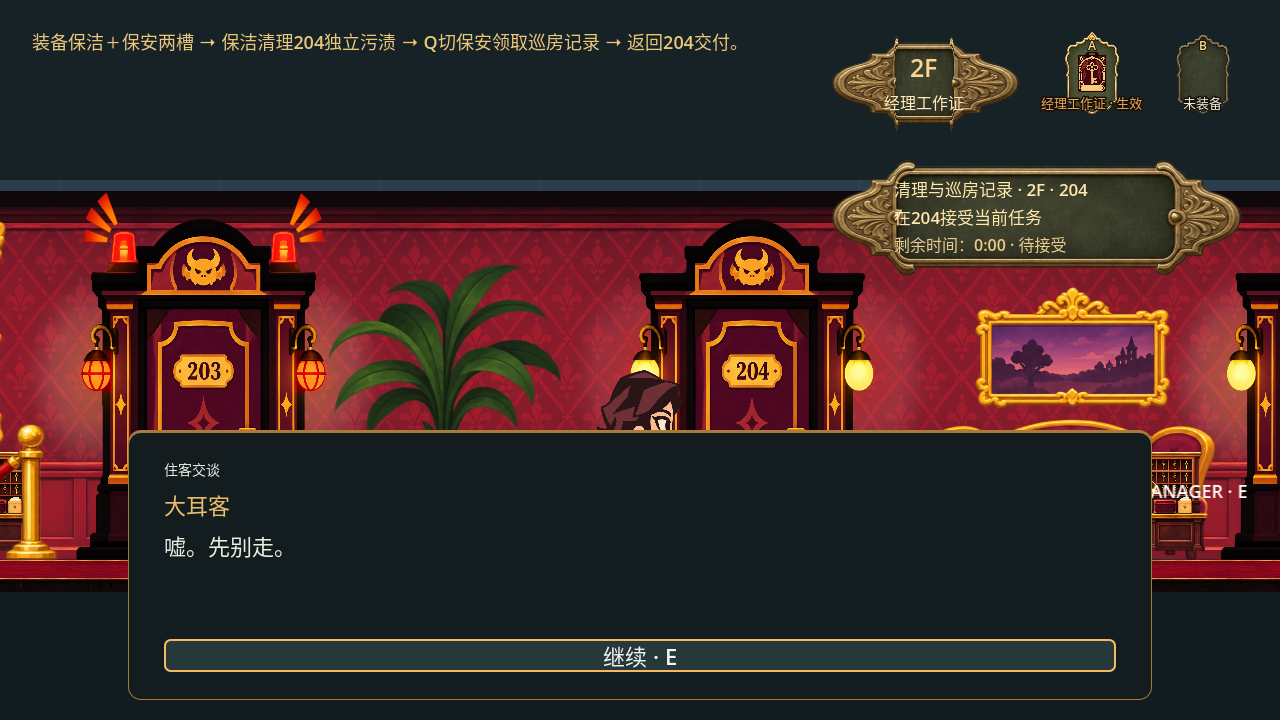 装备保洁＋保安两槽 → 保洁清理204独立污渍 → Q切保安领取巡房记录 → 返回204交付。
2F
经理工作证
A
经理工作证 · 生效
B
未装备
清理与巡房记录 · 2F · 204
在204接受当前任务
剩余时间：0:00 · 待接受
203
204
ANAGER · E
住客交谈
大耳客
嘘。先别走。
继续 · E